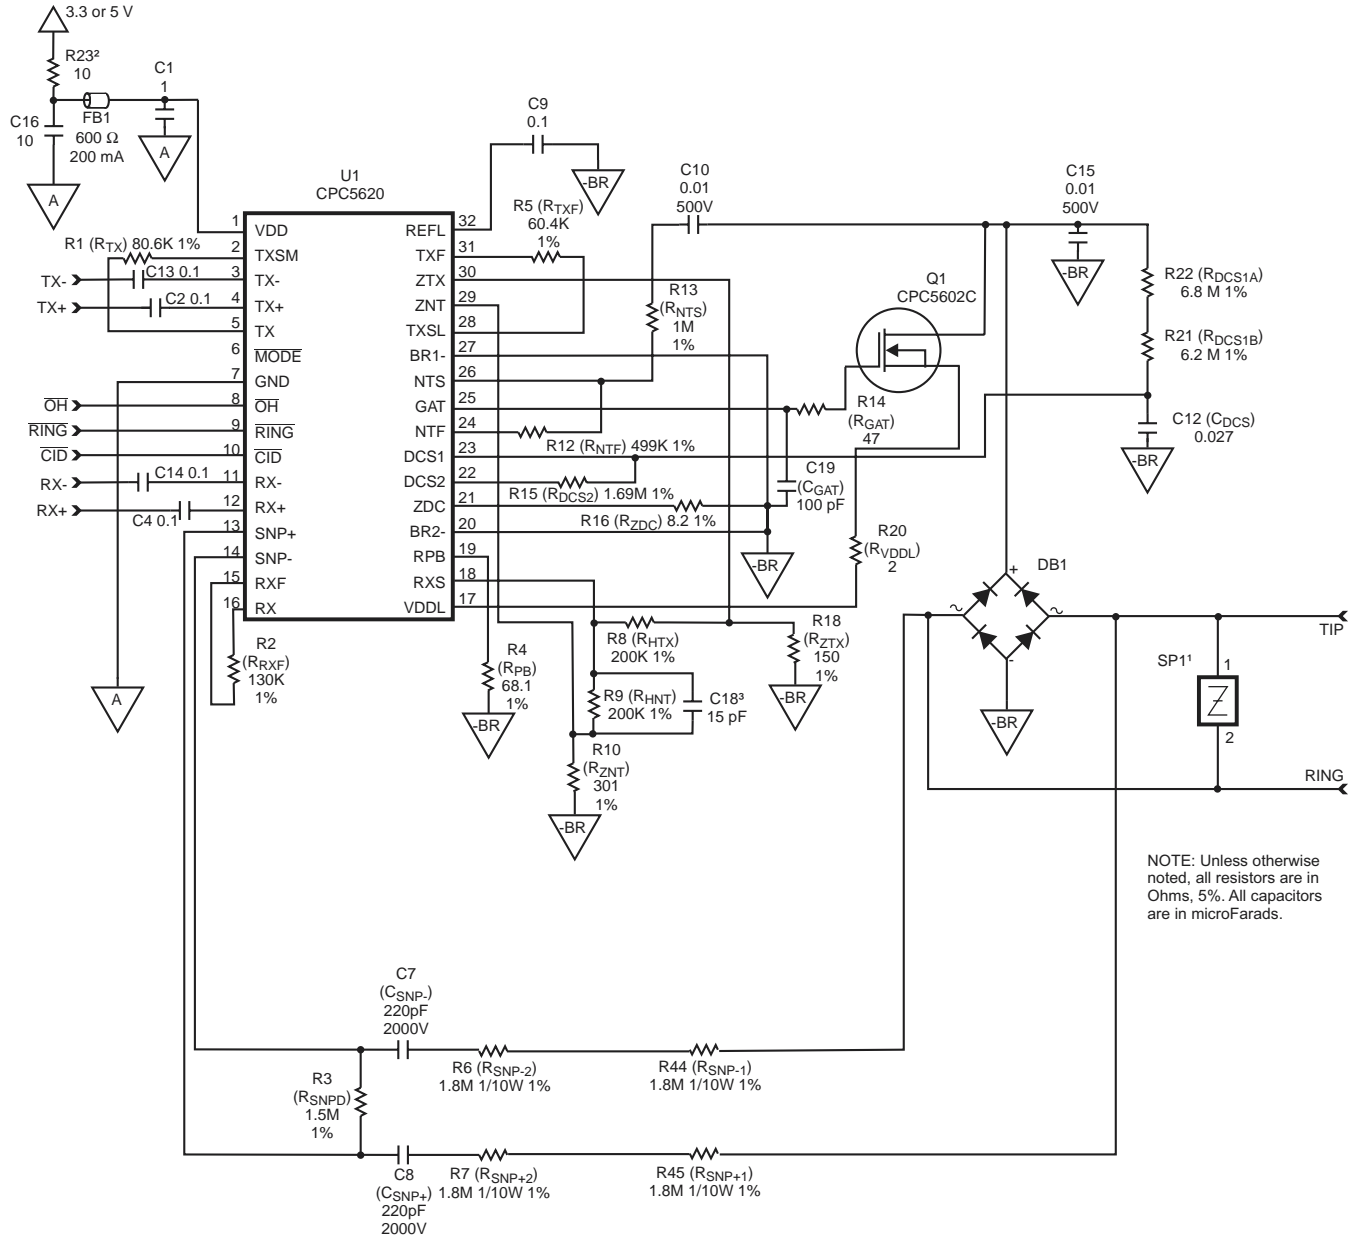 3.3 or 5 V
R23²
10
C1
1
FB1
600 Ω
200 mA
C16
10
A
A
C9
0.1
-BR
U1
CPC5620
C10
0.01
500V
C15
0.01
500V
-BR
R5 (RTXF)
60.4K
1%
R1 (RTX) 80.6K 1%
TX-
C13 0.1
TX+
C2 0.1
OH
RING
CID
RX-
C14 0.1
RX+
C4 0.1
1
VDD
2
TXSM
3
TX-
4
TX+
5
TX
6
MODE
7
GND
8
OH
9
RING
10
CID
11
RX-
12
RX+
13
SNP+
14
SNP-
15
RXF
16
RX
REFL
32
TXF
31
ZTX
30
ZNT
29
TXSL
28
BR1-
27
NTS
26
GAT
25
NTF
24
DCS1
23
DCS2
22
ZDC
21
BR2-
20
RPB
19
RXS
18
VDDL
17
R13
(RNTS)
1M
1%
Q1
CPC5602C
R22 (RDCS1A)
6.8 M 1%
R21 (RDCS1B)
6.2 M 1%
C12 (CDCS)
0.027
-BR
R14
(RGAT)
47
R12 (RNTF) 499K 1%
R15 (RDCS2) 1.69M 1%
R16 (RZDC) 8.2 1%
C19
(CGAT)
100 pF
-BR
R20
(RVDDL)
2
DB1
+
~
~
-
-BR
TIP
SP1¹
1
2
RING
R2
(RRXF)
130K
1%
A
R4
(RPB)
68.1
1%
-BR
R8 (RHTX)
200K 1%
R18
(RZTX)
150
1%
-BR
R9 (RHNT)
200K 1%
C18³
15 pF
R10
(RZNT)
301
1%
-BR
NOTE: Unless otherwise
noted, all resistors are in
Ohms, 5%. All capacitors
are in microFarads.
C7
(CSNP-)
220pF
2000V
R6 (RSNP-2)
1.8M 1/10W 1%
R44 (RSNP-1)
1.8M 1/10W 1%
R3
(RSNPD)
1.5M
1%
C8
(CSNP+)
220pF
2000V
R7 (RSNP+2)
1.8M 1/10W 1%
R45 (RSNP+1)
1.8M 1/10W 1%